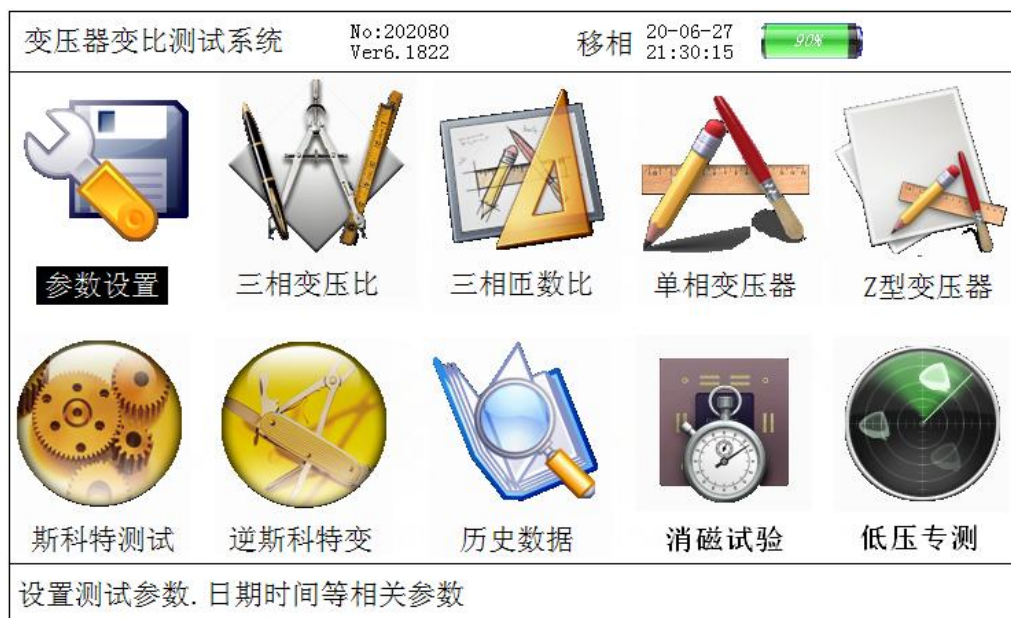 变压器变比测试系统
No:202080
Ver6.1822
移相
20-06-27
21:30:15
90%
参数设置
三相变压比
三相匝数比
单相变压器
Z型变压器
斯科特测试
逆斯科特变
历史数据
消磁试验
低压专测
设置测试参数.日期时间等相关参数